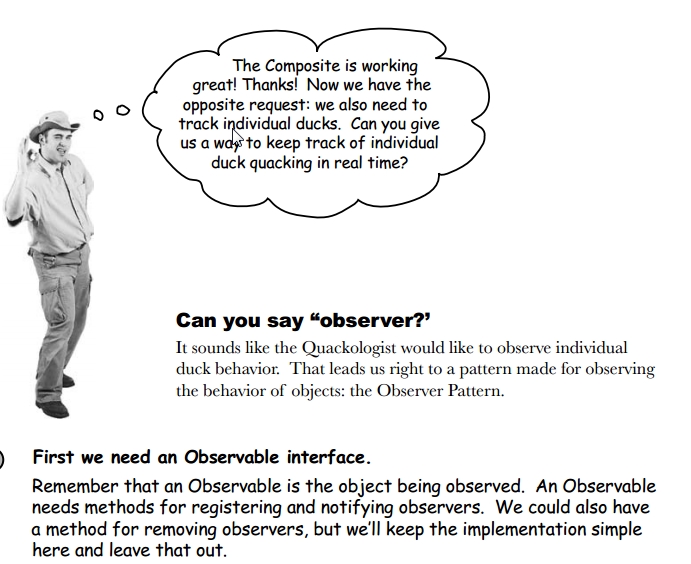 The Composite is working
great! Thanks! Now we have the
opposite request: we also need to
track individual ducks. Can you give
us a way to keep track of individual
duck quacking in real time?
Can you say “observer?’
It sounds like the Quackologist would like to observe individual
duck behavior. That leads us right to a pattern made for observing
the behavior of objects: the Observer Pattern.
First we need an Observable interface.
Remember that an Observable is the object being observed. An Observable
needs methods for registering and notifying observers. We could also have
a method for removing observers, but we’ll keep the implementation simple
here and leave that out.